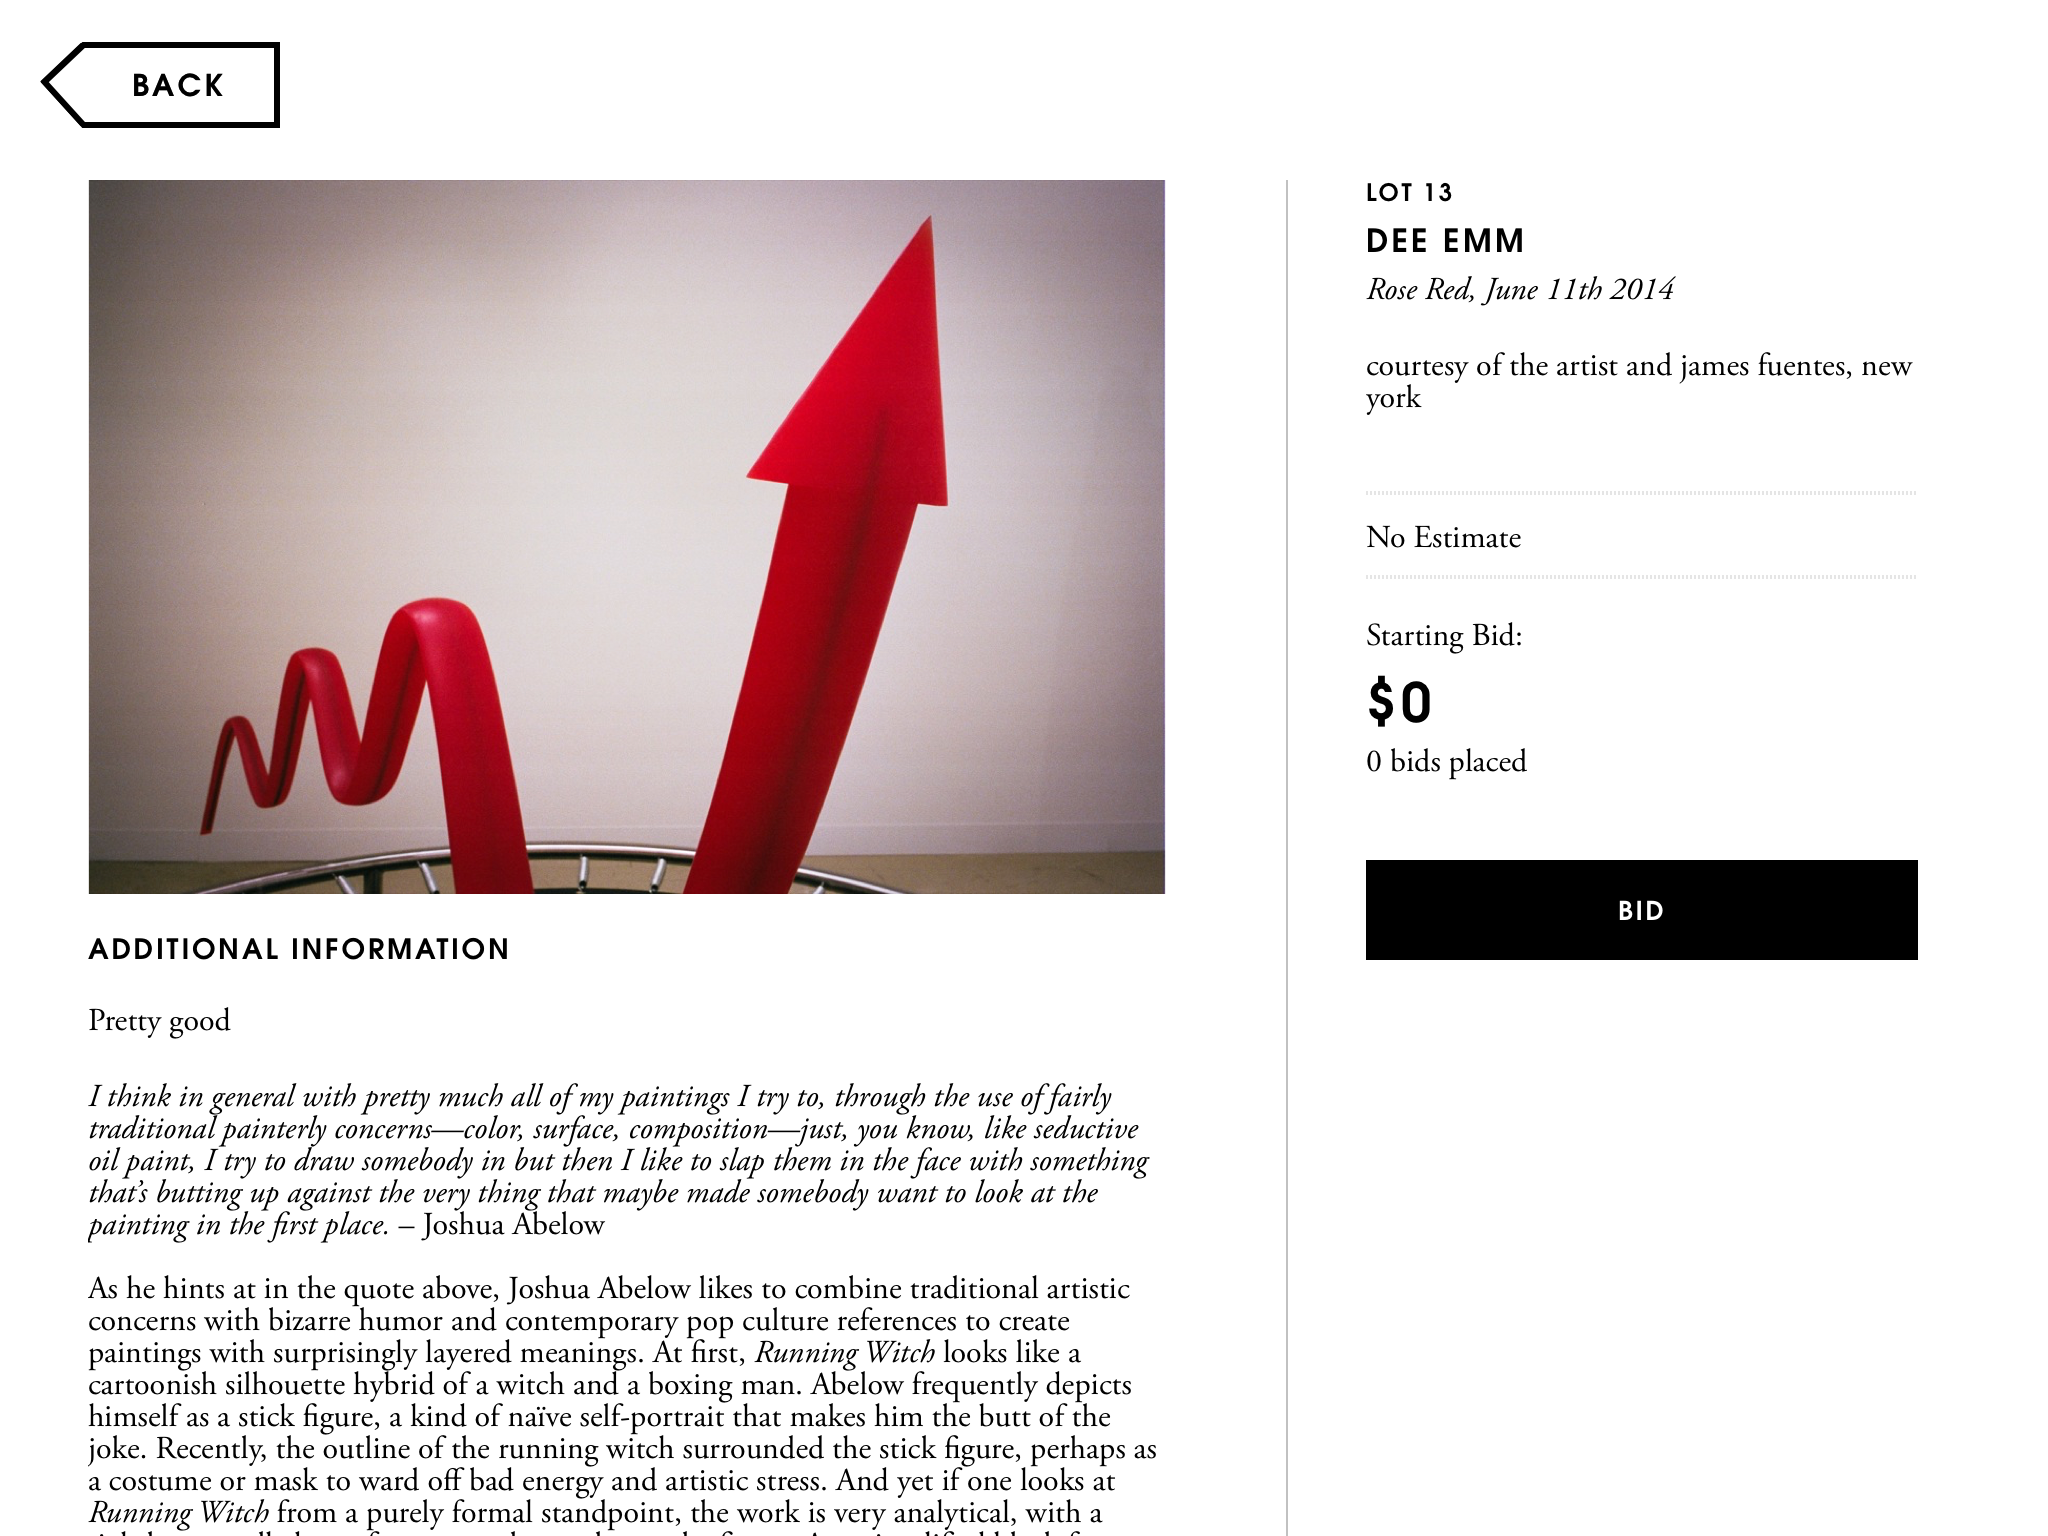 BACK
LOT 13
DEE EMM
Rose Red, June 11th 2014
courtesy of the artist and james fuentes, new
york
No Estimate
Starting Bid:
$0
0 bids placed
BID
ADDITIONAL INFORMATION
Pretty good
I think in general with pretty much all of my paintings I try to, through the use of fairly
traditional painterly concerns—color, surface, composition—just, you know, like seductive
oil paint, I try to draw somebody in but then I like to slap them in the face with something
that’s butting up against the very thing that maybe made somebody want to look at the
painting in the first place. – Joshua Abelow
As he hints at in the quote above, Joshua Abelow likes to combine traditional artistic
concerns with bizarre humor and contemporary pop culture references to create
paintings with surprisingly layered meanings. At first, Running Witch looks like a
cartoonish silhouette hybrid of a witch and a boxing man. Abelow frequently depicts
himself as a stick figure, a kind of naïve self-portrait that makes him the butt of the
joke. Recently, the outline of the running witch surrounded the stick figure, perhaps as
a costume or mask to ward off bad energy and artistic stress. And yet if one looks at
Running Witch from a purely formal standpoint, the work is very analytical, with a